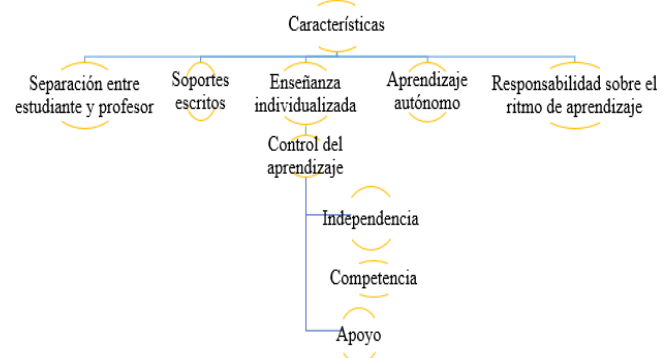 Características
Separación entre
estudiante y profesor
Soportes
escritos
Enseñanza
individualizada
Aprendizaje
autónomo
Responsabilidad sobre el
ritmo de aprendizaje
Control del
aprendizaje
Independencia
Competencia
Apoyo